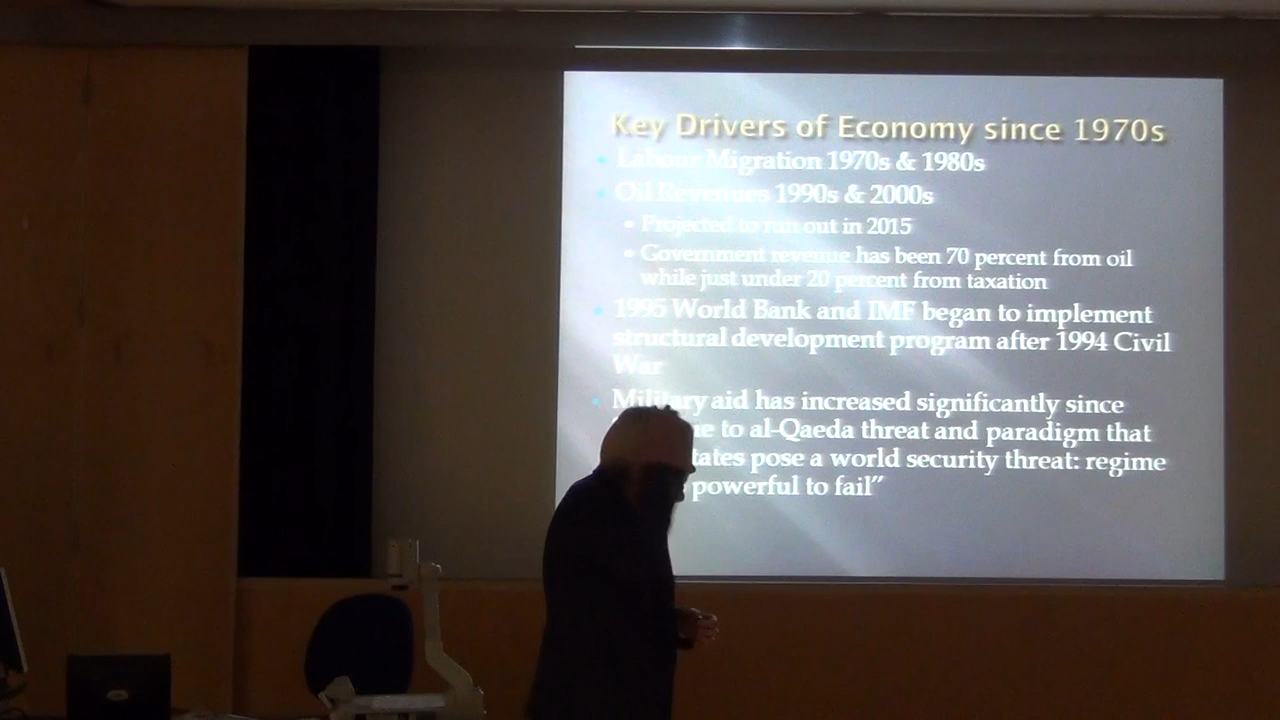 Key Drivers of Economy since 1970s
Labour Migration 1970s & 1980s
Oil Revenues 1990s & 2000s
Projected to run out in 2015
Government revenue has been 70 percent from oil
while just under 20 percent from taxation
1995 World Bank and IMF began to implement
structural development program after 1994 Civil
War
Military aid has increased significantly since
to al-Qaeda threat and paradigm that
pose a world security threat: regime
powerful to fail”